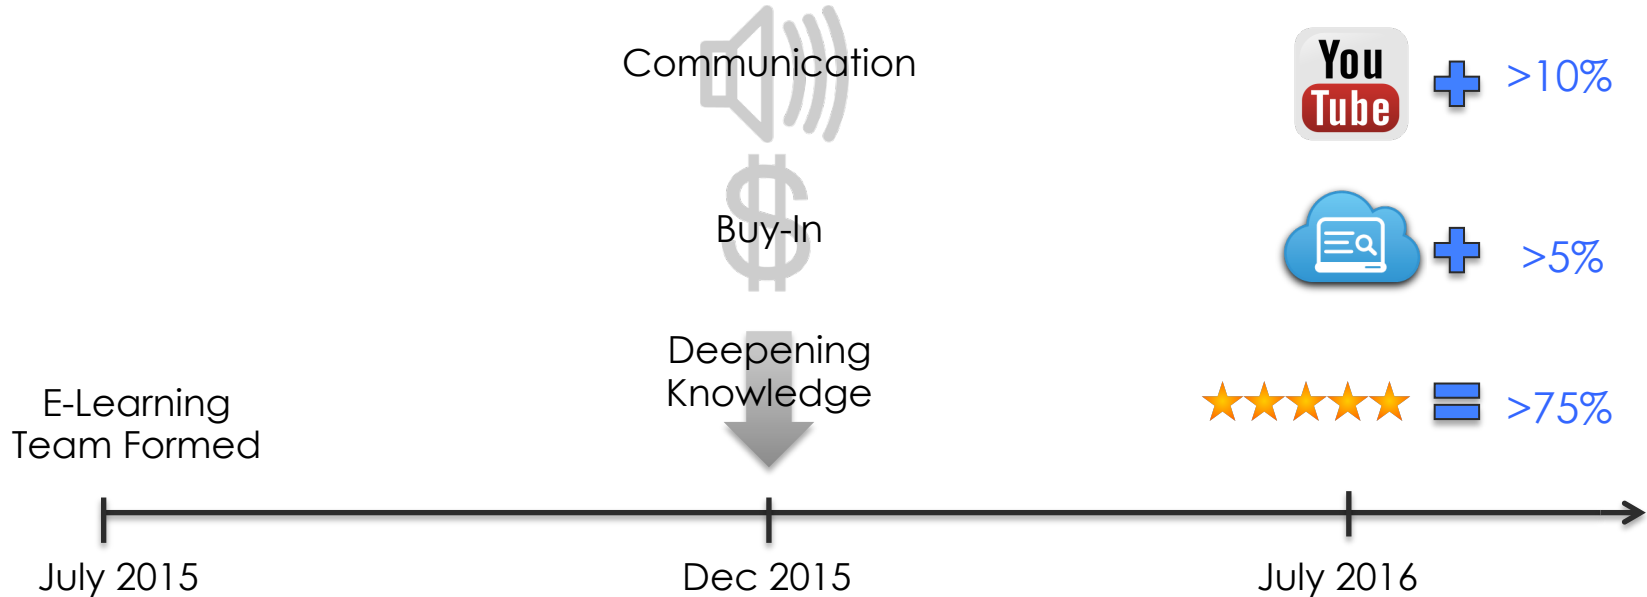 Communication
You
Tube
>10%
Buy-In
>5%
Deepening
Knowledge
E-Learning
Team Formed
>75%
July 2015
Dec 2015
July 2016